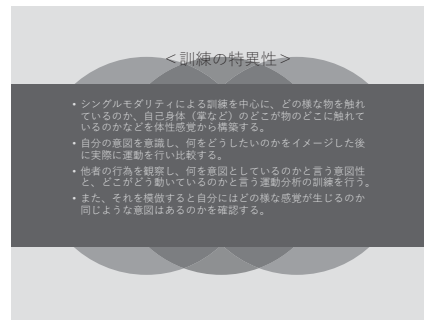 ＜訓練の特異性＞
• シングルモダリティによる訓練を中心に、どの様な物を触れ
ているのか、自己身体（掌など）のどこが物のどこに触れて
いるのかなどを体性感覚から構築する。
• 自分の意図を意識し、何をどうしたいのかをイメージした後
に実際に運動を行い比較する。
• 他者の行為を観察し、何を意図としているのかと言う意図性
と、どこがどう動いているのかと言う運動分析の訓練を行う。
• また、それを模倣すると自分にはどの様な感覚が生じるのか
同じような意図はあるのかを確認する。